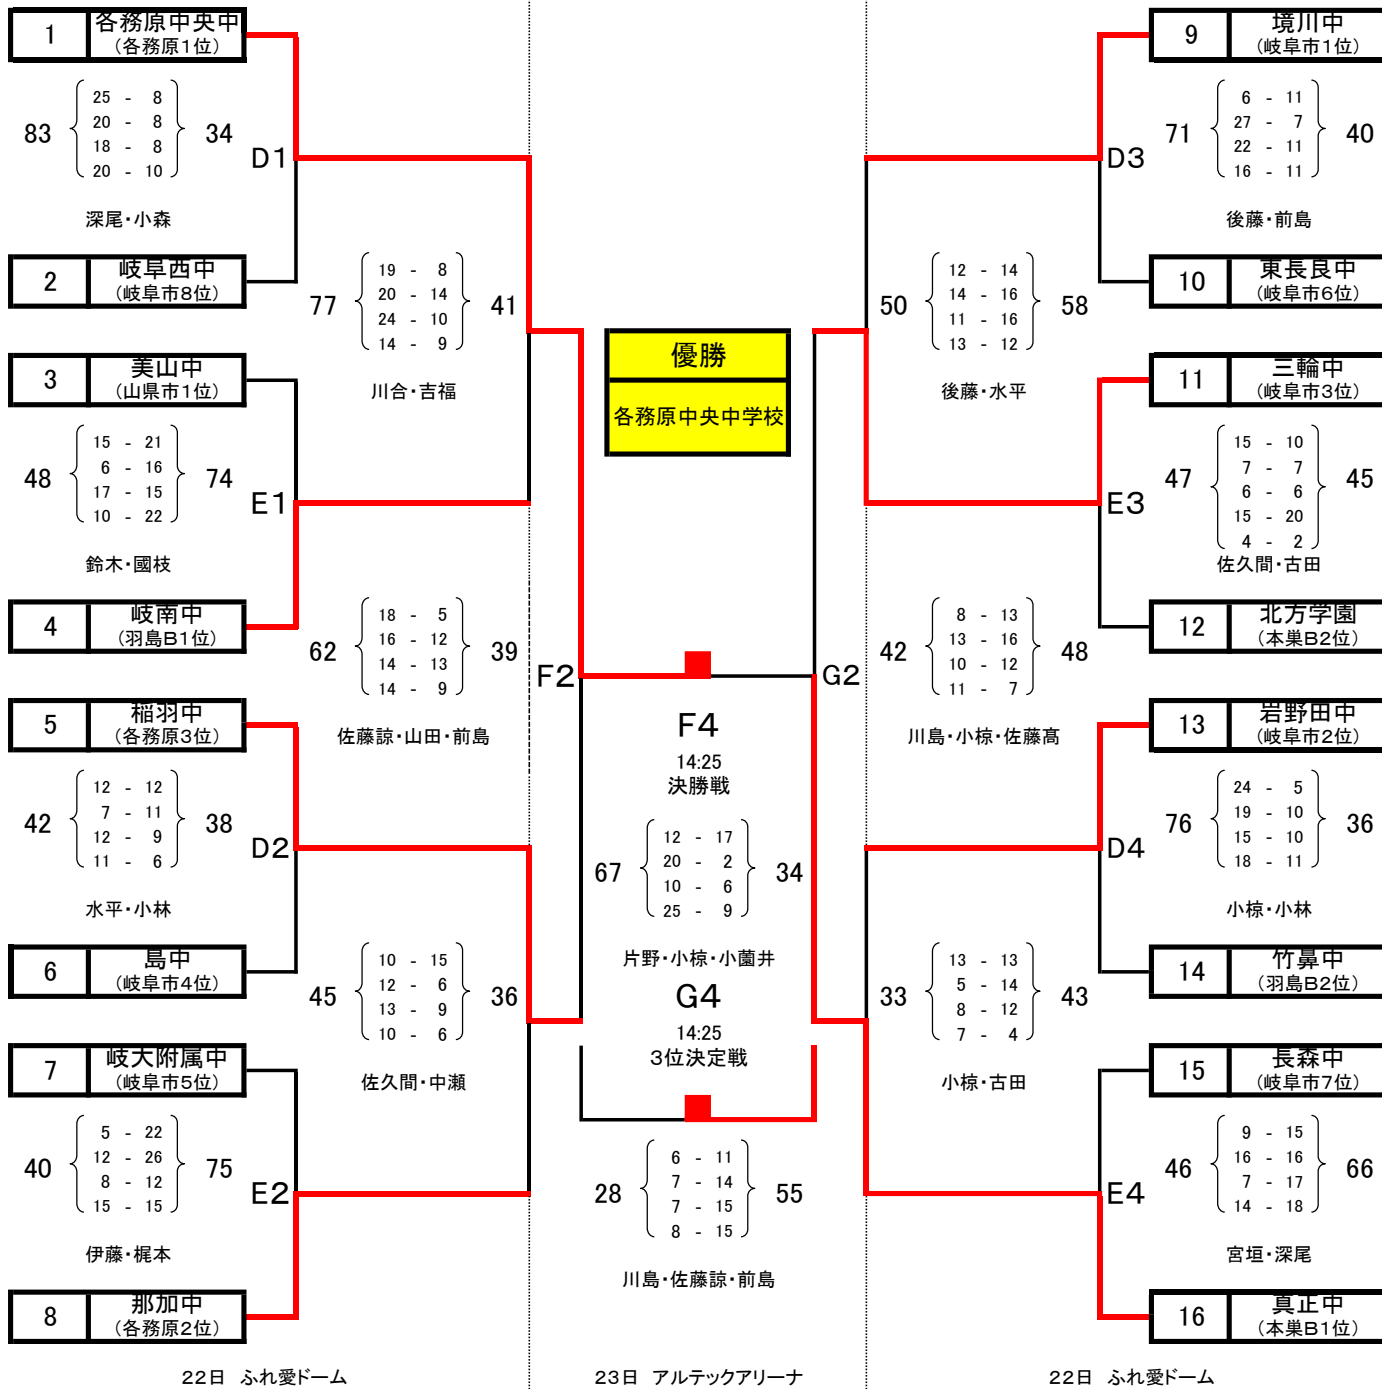 1 各務原中央中
(各務原1位)
83 25 - 8 34
20 - 8
18 - 8
20 - 10
D1
深尾・小森
2 岐阜西中
(岐阜市8位)
3 美山中
(山県市1位)
48 15 - 21 74
6 - 16
17 - 15
10 - 22
E1
鈴木・國枝
4 岐南中
(羽島B1位)
5 稲羽中
(各務原3位)
42 12 - 12 38
7 - 11
12 - 9
11 - 6
D2
水平・小林
6 島中
(岐阜市4位)
7 岐大附属中
(岐阜市5位)
40 5 - 22 75
12 - 26
8 - 12
15 - 15
E2
伊藤・梶本
8 那加中
(各務原2位)
77 19 - 8 41
20 - 14
24 - 10
14 - 9
川合・吉福
62 18 - 5 39
16 - 12
14 - 13
14 - 9
F2
佐藤諒・山田・前島
45 10 - 15 36
12 - 6
13 - 9
10 - 6
佐久間・中瀬
優勝
各務原中央中学校
F4
14:25
決勝戦
67 12 - 17 34
20 - 2
10 - 6
25 - 9
片野・小椋・小薗井
G4
14:25
3位決定戦
28 6 - 11 55
7 - 14
7 - 15
8 - 15
川島・佐藤諒・前島
50 12 - 14 58
14 - 16
11 - 16
13 - 12
後藤・水平
G2
42 8 - 13 48
13 - 16
10 - 12
11 - 7
川島・小椋・佐藤髙
33 13 - 13 43
5 - 14
8 - 12
7 - 4
小椋・古田
9 境川中
(岐阜市1位)
71 6 - 11 40
27 - 7
22 - 11
16 - 11
D3
後藤・前島
10 東長良中
(岐阜市6位)
11 三輪中
(岐阜市3位)
47 15 - 10 45
7 - 7
6 - 6
15 - 20
4 - 2
E3
佐久間・古田
12 北方学園
(本巣B2位)
13 岩野田中
(岐阜市2位)
76 24 - 5 36
19 - 10
15 - 10
18 - 11
D4
小椋・小林
14 竹鼻中
(羽島B2位)
15 長森中
(岐阜市7位)
46 9 - 15 66
16 - 16
7 - 17
14 - 18
E4
宮垣・深尾
16 真正中
(本巣B1位)
22日 ふれ愛ドーム
23日 アルテックアリーナ
22日 ふれ愛ドーム